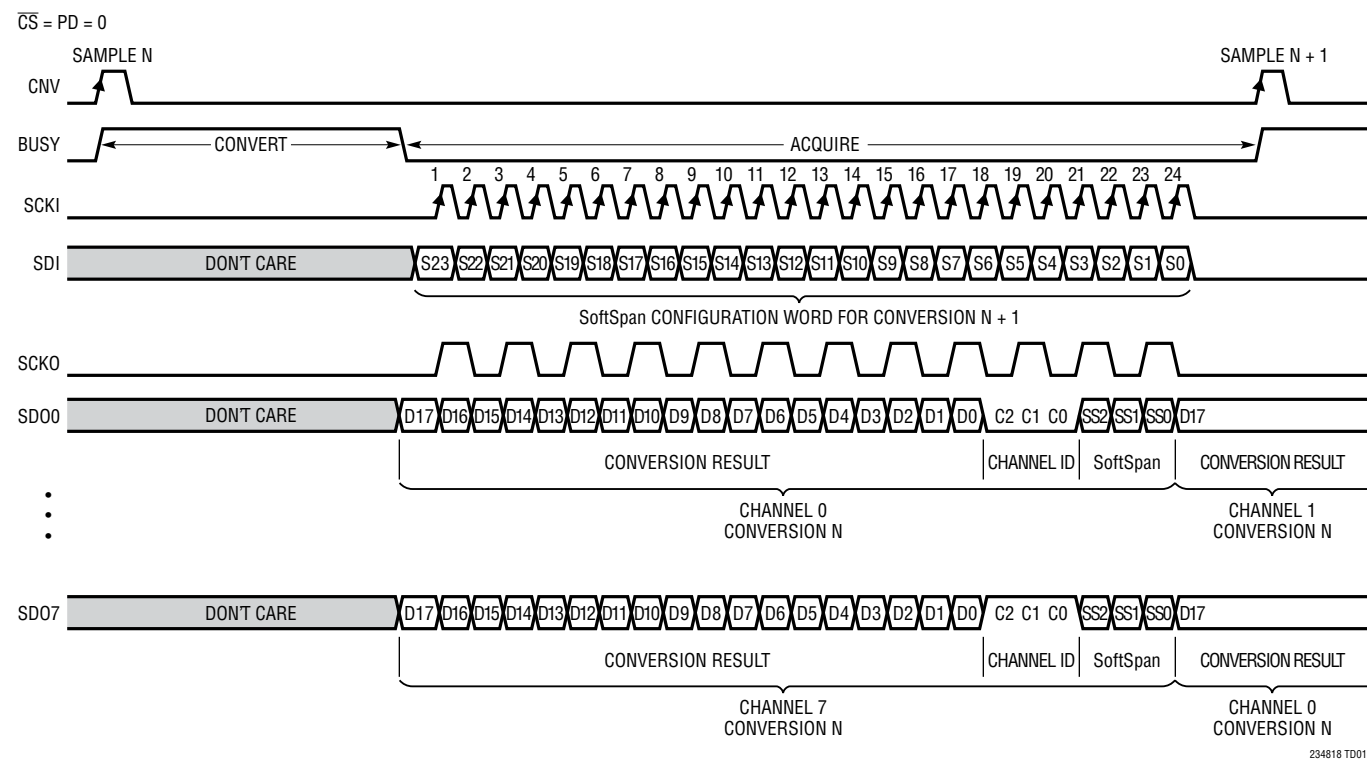 CS = PD = 0
SAMPLE N SAMPLE N + 1
CNV
BUSY CONVERT ACQUIRE
1 2 3 4 5 6 7 8 9 10 11 12 13 14 15 16 17 18 19 20 21 22 23 24
SCKI
SDI DON'T CARE S23 S22 S21 S20 S19 S18 S17 S16 S15 S14 S13 S12 S11 S10 S9 S8 S7 S6 S5 S4 S3 S2 S1 S0
SoftSpan CONFIGURATION WORD FOR CONVERSION N + 1
SCKO
SDO0 DON'T CARE D17 D16 D15 D14 D13 D12 D11 D10 D9 D8 D7 D6 D5 D4 D3 D2 D1 D0 C2 C1 C0 SS2 SS1 SS0 D17
CONVERSION RESULT CHANNEL ID SoftSpan CONVERSION RESULT
CHANNEL 0 CHANNEL 1
CONVERSION N CONVERSION N
SDO7 DON'T CARE D17 D16 D15 D14 D13 D12 D11 D10 D9 D8 D7 D6 D5 D4 D3 D2 D1 D0 C2 C1 C0 SS2 SS1 SS0 D17
CONVERSION RESULT CHANNEL ID SoftSpan CONVERSION RESULT
CHANNEL 7 CHANNEL 0
CONVERSION N CONVERSION N
234818 TD01